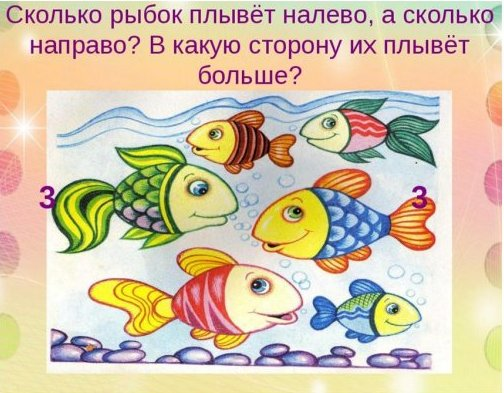 Сколько рыбок плывёт налево, а сколько
направо? В какую сторону их плывёт
больше?
3
3